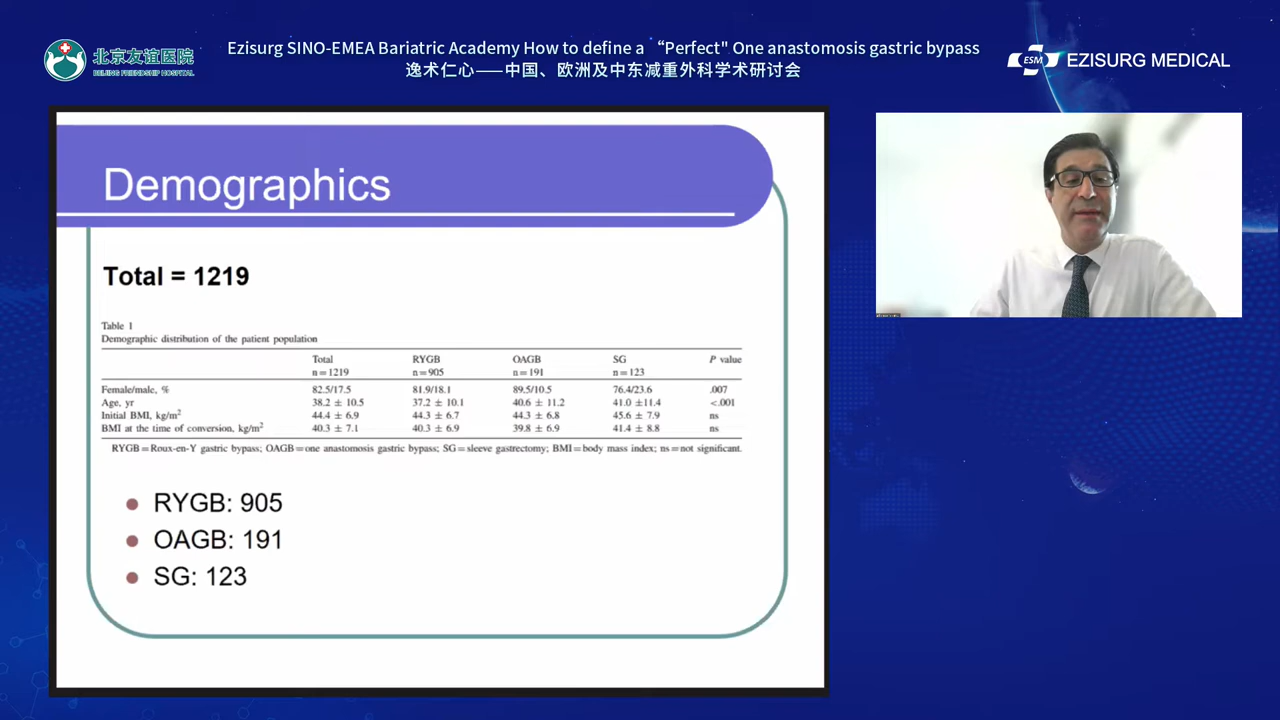 北京友谊医院
BEIJING FRIENDSHIP HOSPITAL
Ezisurg SINO-EMEA Bariatric Academy How to define a “Perfect" One anastomosis gastric bypass
逸术仁心——中国、欧洲及中东减重外科学术研讨会
ESM EZISURG MEDICAL
Demographics
Total = 1219
Table 1
Demographic distribution of the patient population
Total RYGB OAGB SG P value
n=1219 n=905 n=191 n=123
Female/male, % 82.5/17.5 81.9/18.1 89.5/10.5 76.4/23.6 .007
Age, yr 38.2 ± 10.5 37.2 ± 10.1 40.6 ± 11.2 41.0 ±11.4 <.001
Initial BMI, kg/m² 44.4 ± 6.9 44.3 ± 6.7 44.3 ± 6.8 45.6 ± 7.9 ns
BMI at the time of conversion, kg/m² 40.3 ± 7.1 40.3 ± 6.9 39.8 ± 6.9 41.4 ± 8.8 ns
RYGB=Roux-en-Y gastric bypass; OAGB=one anastomosis gastric bypass; SG=sleeve gastrectomy; BMI=body mass index; ns=not significant.
RYGB: 905
OAGB: 191
SG: 123